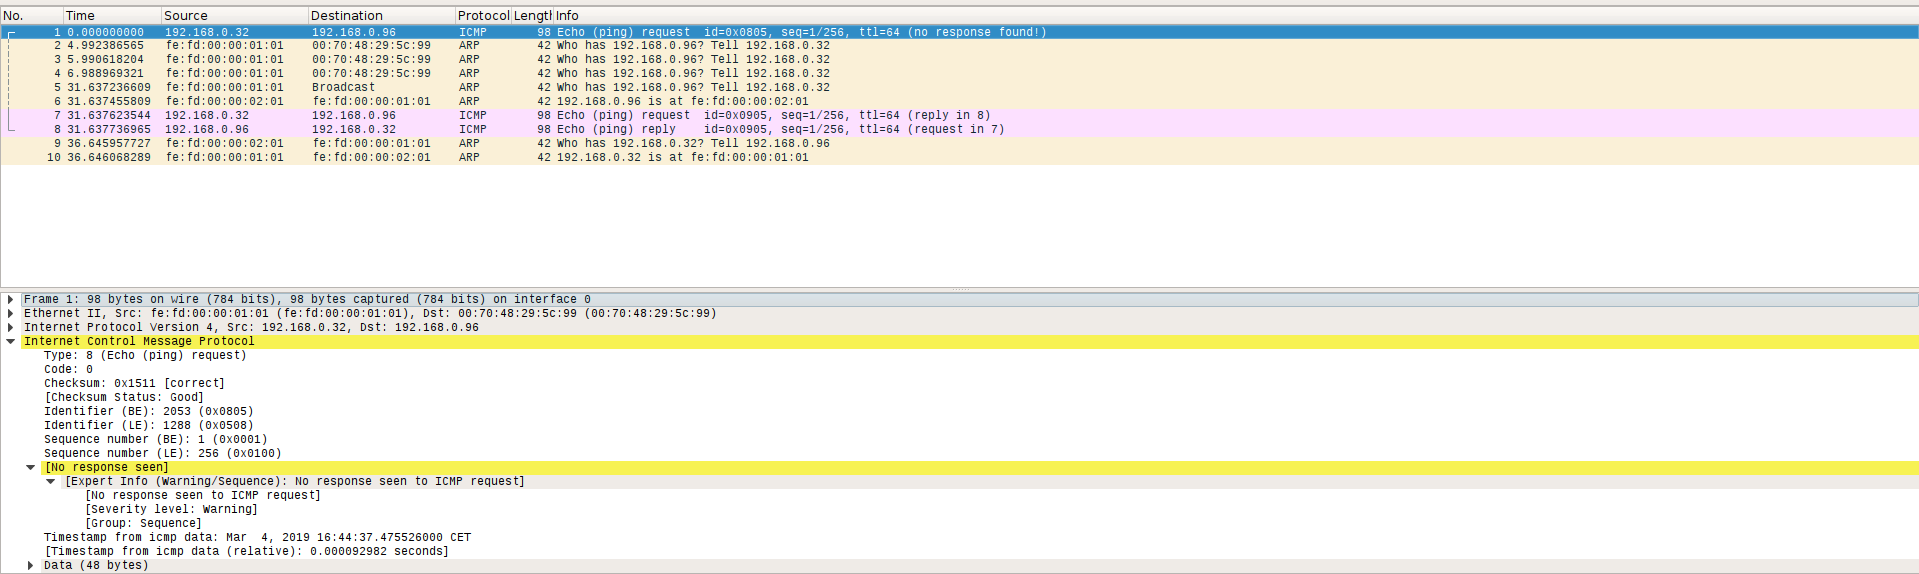 No. Time Source Destination Protocol Length Info
1 0.000000000 192.168.0.32 192.168.0.96 ICMP 98 Echo (ping) request id=0x0805, seq=1/256, ttl=64 (no response found!)
2 4.992386565 fe:fd:00:00:01:01 00:70:48:29:5c:99 ARP 42 Who has 192.168.0.96? Tell 192.168.0.32
3 5.990618204 fe:fd:00:00:01:01 00:70:48:29:5c:99 ARP 42 Who has 192.168.0.96? Tell 192.168.0.32
4 6.988969321 fe:fd:00:00:01:01 00:70:48:29:5c:99 ARP 42 Who has 192.168.0.96? Tell 192.168.0.32
5 31.637236609 fe:fd:00:00:01:01 Broadcast ARP 42 Who has 192.168.0.96? Tell 192.168.0.32
6 31.637455809 fe:fd:00:00:02:01 fe:fd:00:00:01:01 ARP 42 192.168.0.96 is at fe:fd:00:00:02:01
7 31.637623544 192.168.0.32 192.168.0.96 ICMP 98 Echo (ping) request id=0x0905, seq=1/256, ttl=64 (reply in 8)
8 31.637736965 192.168.0.96 192.168.0.32 ICMP 98 Echo (ping) reply id=0x0905, seq=1/256, ttl=64 (request in 7)
9 36.645957727 fe:fd:00:00:02:01 fe:fd:00:00:01:01 ARP 42 Who has 192.168.0.32? Tell 192.168.0.96
10 36.646068289 fe:fd:00:00:01:01 fe:fd:00:00:02:01 ARP 42 192.168.0.32 is at fe:fd:00:00:01:01
Frame 1: 98 bytes on wire (784 bits), 98 bytes captured (784 bits) on interface 0
Ethernet II, Src: fe:fd:00:00:01:01 (fe:fd:00:00:01:01), Dst: 00:70:48:29:5c:99 (00:70:48:29:5c:99)
Internet Protocol Version 4, Src: 192.168.0.32, Dst: 192.168.0.96
Internet Control Message Protocol
Type: 8 (Echo (ping) request)
Code: 0
Checksum: 0x1511 [correct]
[Checksum Status: Good]
Identifier (BE): 2053 (0x0805)
Identifier (LE): 1288 (0x0508)
Sequence number (BE): 1 (0x0001)
Sequence number (LE): 256 (0x0100)
[No response seen]
[Expert Info (Warning/Sequence): No response seen to ICMP request]
[No response seen to ICMP request]
[Severity level: Warning]
[Group: Sequence]
Timestamp from icmp data: Mar  4, 2019 16:44:37.475526000 CET
[Timestamp from icmp data (relative): 0.000092982 seconds]
Data (48 bytes)